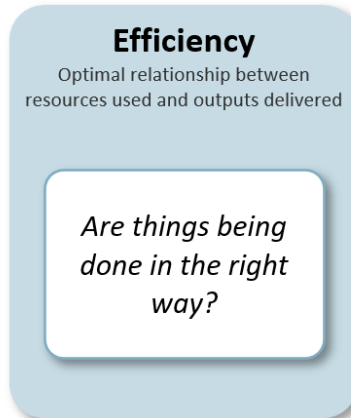 Efficiency
Optimal relationship between
resources used and outputs delivered
Are things being
done in the right
way?